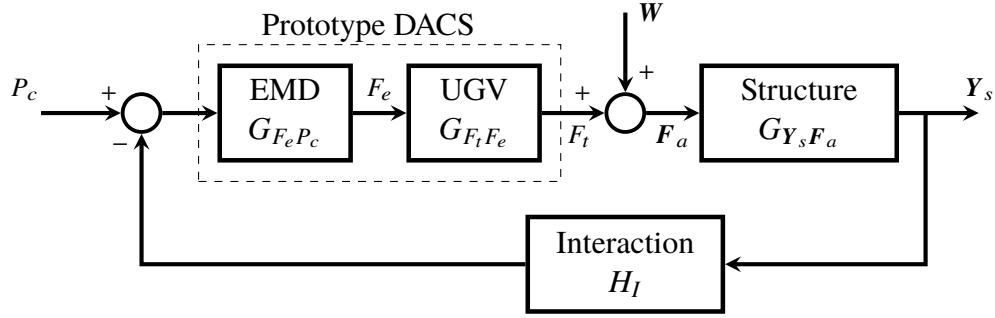 Prototype DACS
W
P_c
+
−
EMD
G_{F_e P_c}
F_e
UGV
G_{F_t F_e}
+
F_t
+
F_a
Structure
G_{Y_s F_a}
Y_s
Interaction
H_I